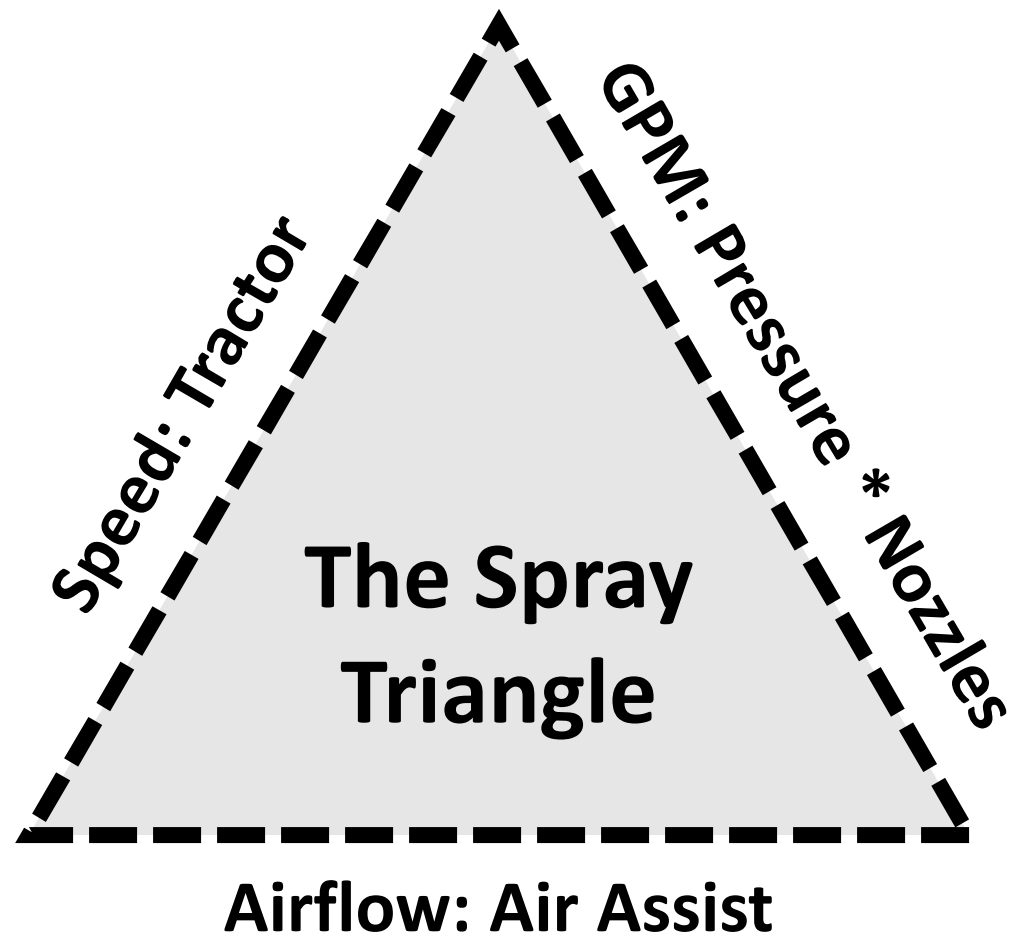 Speed: Tractor
GPM: Pressure * Nozzles
The Spray
Triangle
Airflow: Air Assist